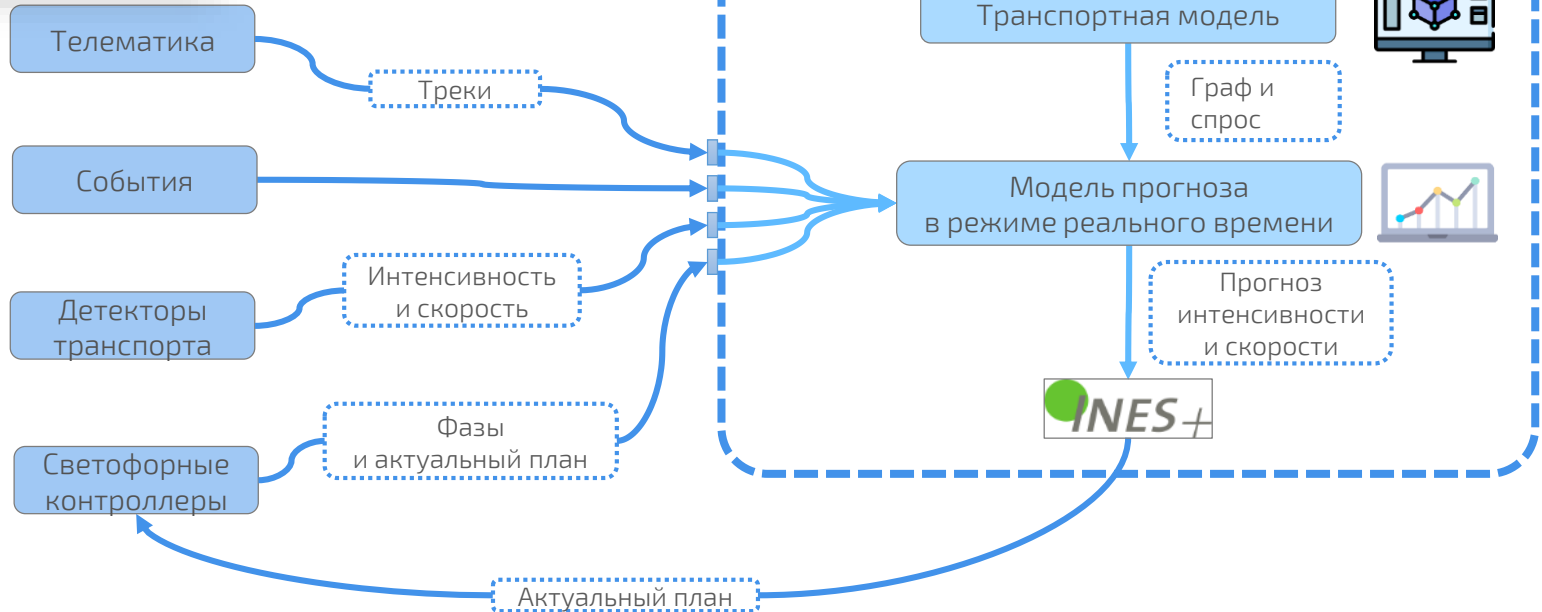 Телематика
Треки
События
Детекторы
транспорта
Интенсивность
и скорость
Светофорные
контроллеры
Фазы
и актуальный план
Транспортная модель
Граф и
спрос
Модель прогноза
в режиме реального времени
Прогноз
интенсивности
и скорости
INES+
Актуальный план